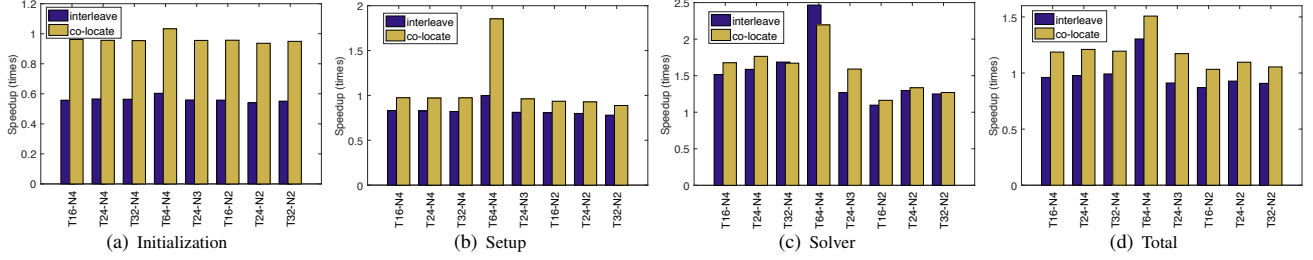 1.2
1
0.8
0.6
0.4
0.2
0
Speedup (times)
interleave
co-locate
T16-N4
T24-N4
T32-N4
T64-N4
T24-N3
T16-N2
T24-N2
T32-N2
(a) Initialization
2
1.5
1
0.5
0
Speedup (times)
interleave
co-locate
T16-N4
T24-N4
T32-N4
T64-N4
T24-N3
T16-N2
T24-N2
T32-N2
(b) Setup
2.5
2
1.5
1
0.5
0
Speedup (times)
interleave
co-locate
T16-N4
T24-N4
T32-N4
T64-N4
T24-N3
T16-N2
T24-N2
T32-N2
(c) Solver
1.5
1
0.5
0
Speedup (times)
interleave
co-locate
T16-N4
T24-N4
T32-N4
T64-N4
T24-N3
T16-N2
T24-N2
T32-N2
(d) Total